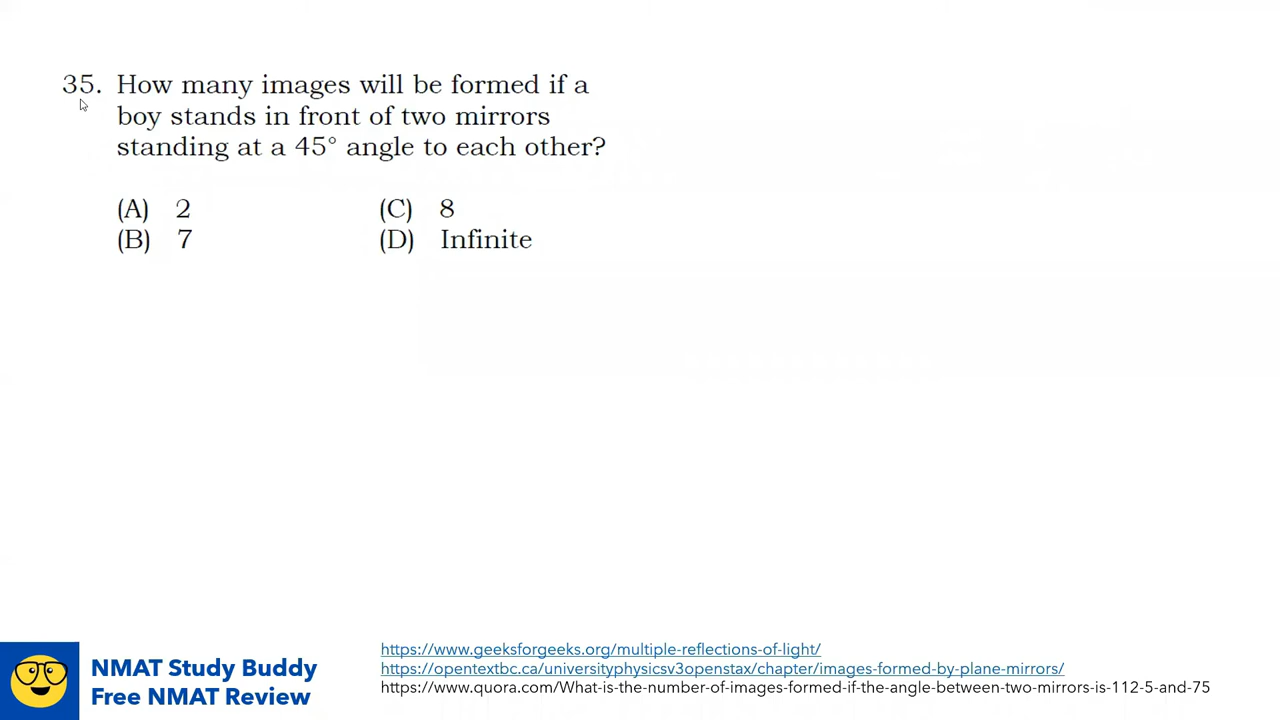 35. How many images will be formed if a
boy stands in front of two mirrors
standing at a 45° angle to each other?
(A) 2
(B) 7
(C) 8
(D) Infinite
NMAT Study Buddy
Free NMAT Review
https://www.geeksforgeeks.org/multiple-reflections-of-light/
https://opentextbc.ca/universityphysicsv3openstax/chapter/images-formed-by-plane-mirrors/
https://www.quora.com/What-is-the-number-of-images-formed-if-the-angle-between-two-mirrors-is-112-5-and-75